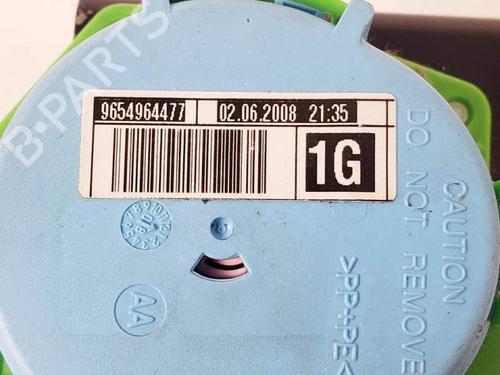 B-PARTS
9654964477
02.06.2008 21:35
1G
CAUTION
DO NOT REMOVE
>PP+PE<
AA